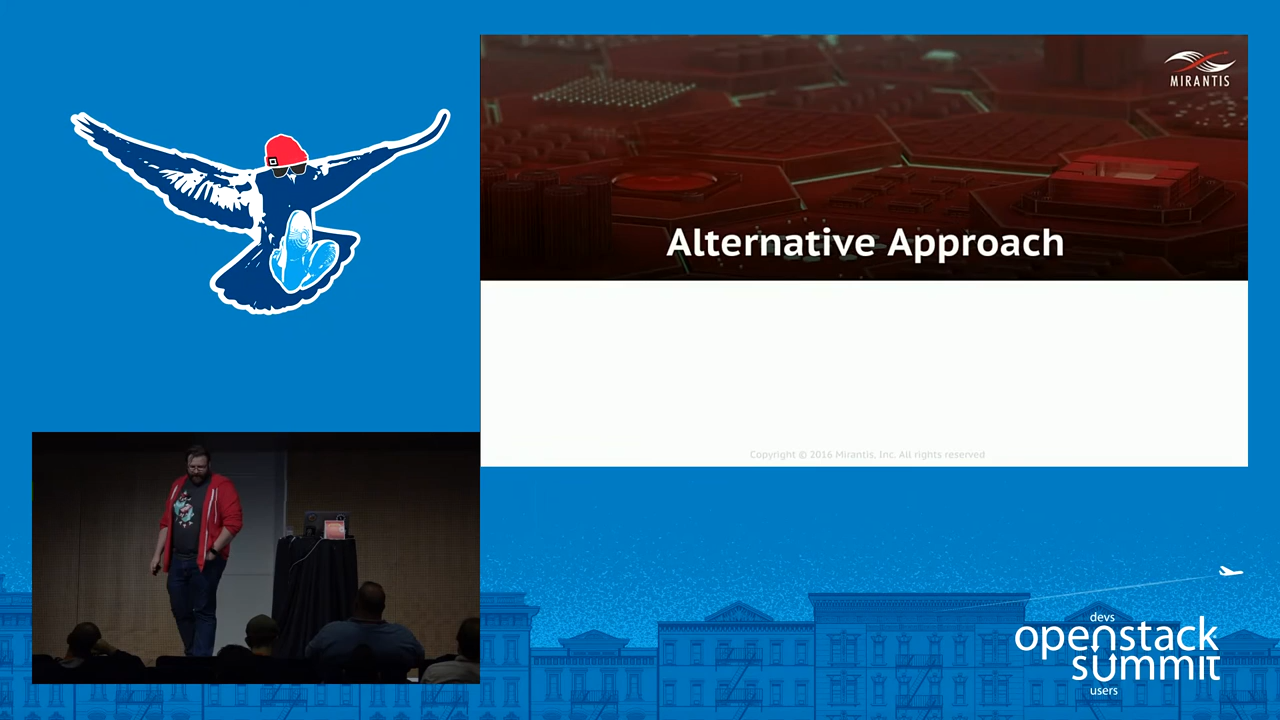 MIRANTIS
Alternative Approach
Copyright © 2016 Mirantis, Inc. All rights reserved
devs
openstack
summit
users